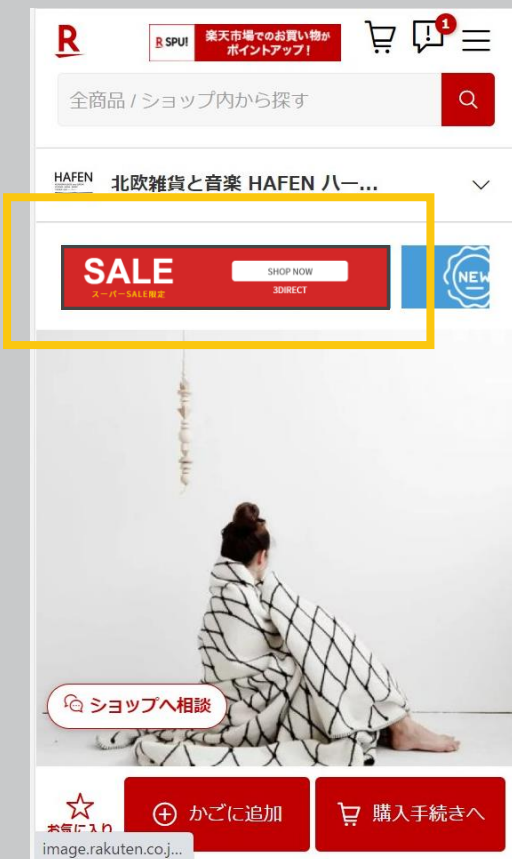 R
R SPU!
楽天市場でのお買い物が
ポイントアップ！
1
全商品 / ショップ内から探す
HAFEN
北欧雑貨と音楽 HAFEN ハー...
SALE
スーパーSALE限定
SHOP NOW
3DIRECT
NEW
ショップへ相談
お気に入り
かごに追加
購入手続きへ
image.rakuten.co.j...